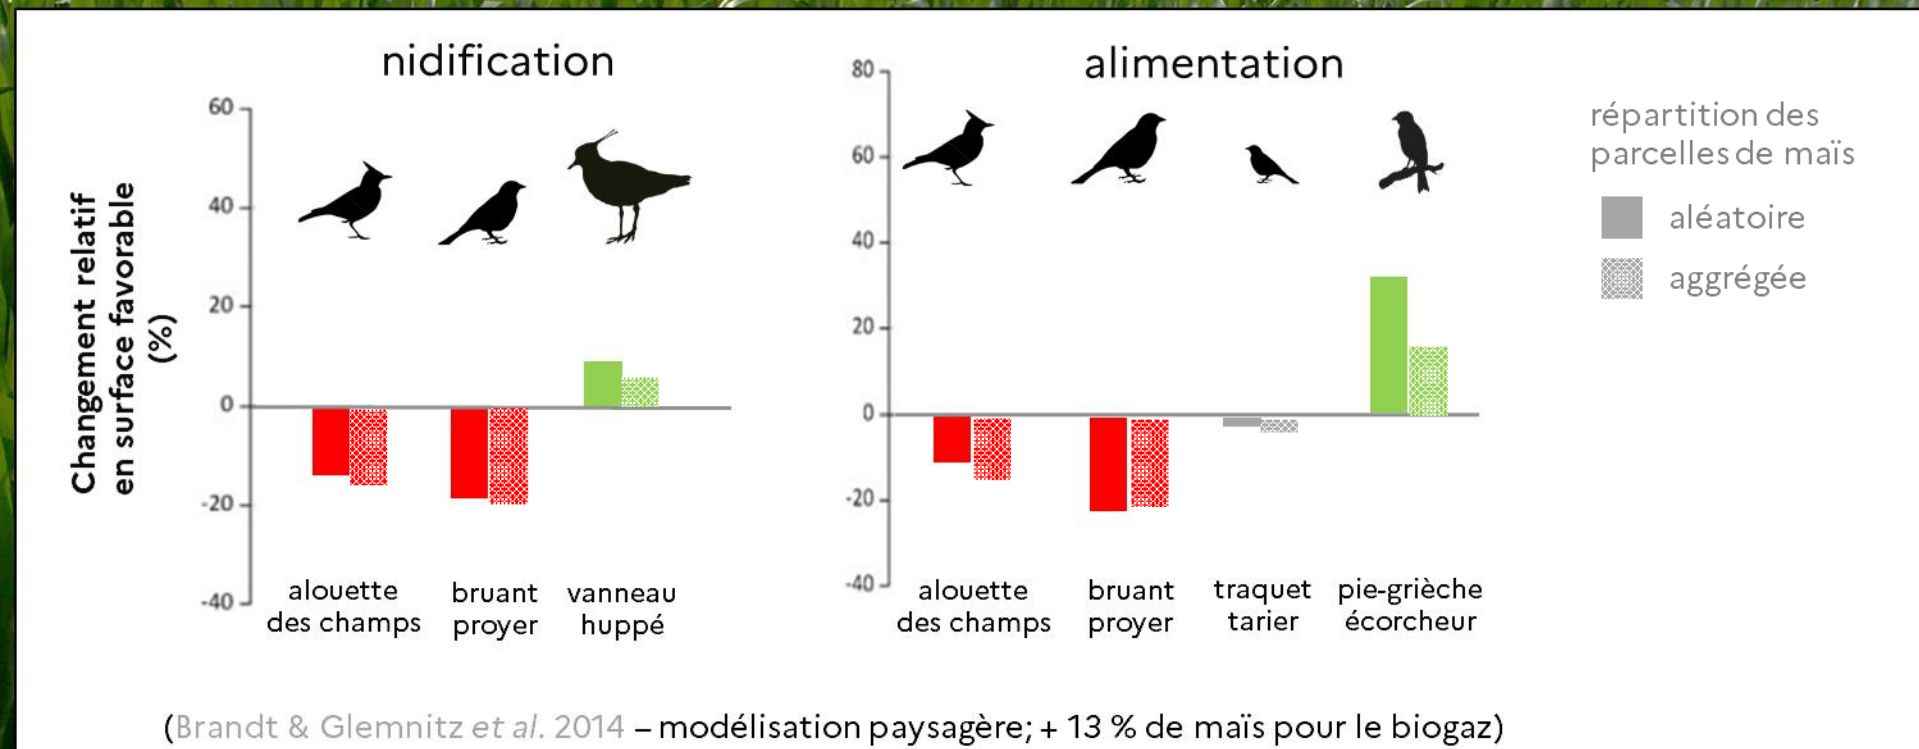 nidification
Changement relatif
en surface favorable
(%)
60
40
20
0
-20
-40
alouette
des champs
bruant
proyer
vanneau
huppé
alimentation
80
60
40
20
0
-20
-40
alouette
des champs
bruant
proyer
traquet
tarier
pie-grièche
écorcheur
répartition des
parcelles de maïs
aléatoire
aggrégée
(Brandt & Glemnitz et al. 2014 – modélisation paysagère; + 13 % de maïs pour le biogaz)